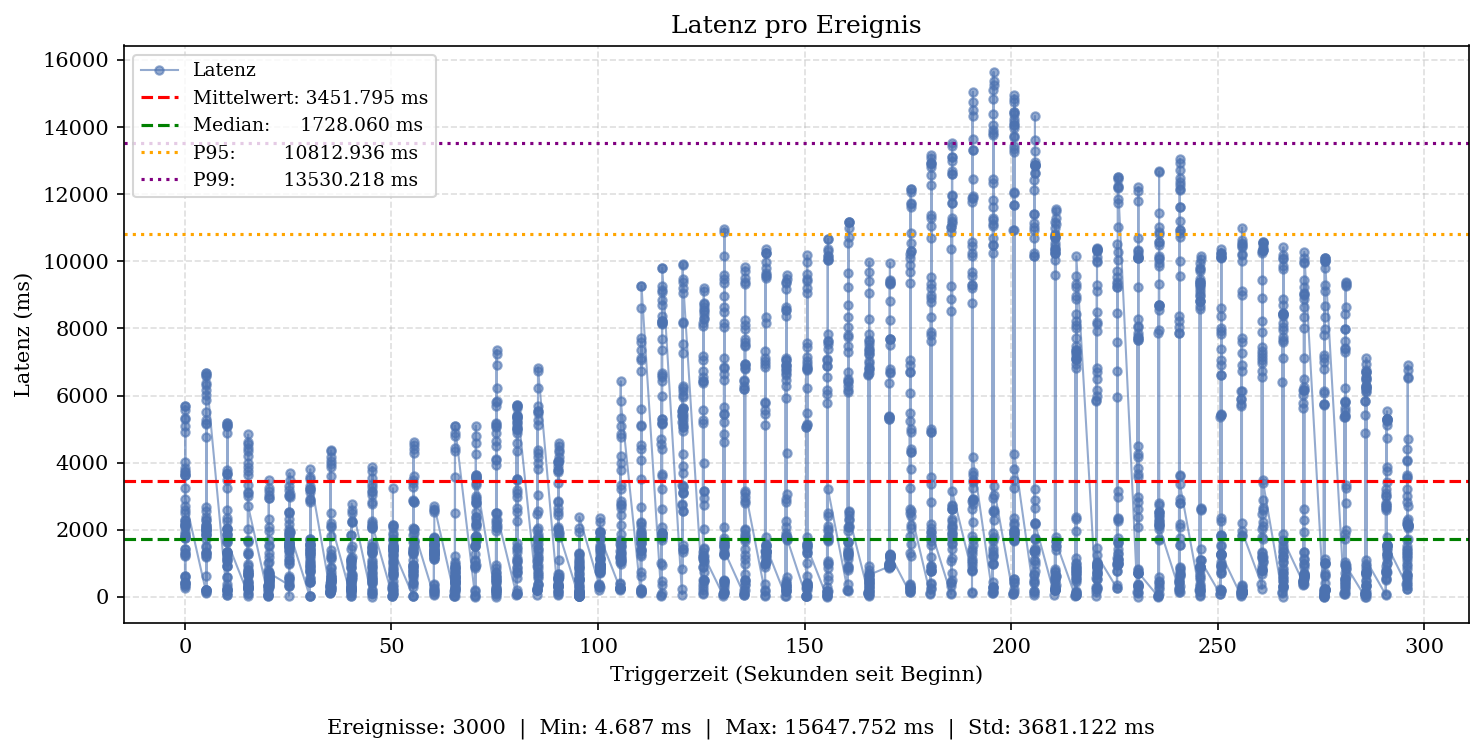 Latenz pro Ereignis
16000
14000
12000
10000
8000
6000
4000
2000
0
Latenz (ms)
Latenz
Mittelwert: 3451.795 ms
Median: 1728.060 ms
P95: 10812.936 ms
P99: 13530.218 ms
0 50 100 150 200 250 300
Triggerzeit (Sekunden seit Beginn)
Ereignisse: 3000 | Min: 4.687 ms | Max: 15647.752 ms | Std: 3681.122 ms